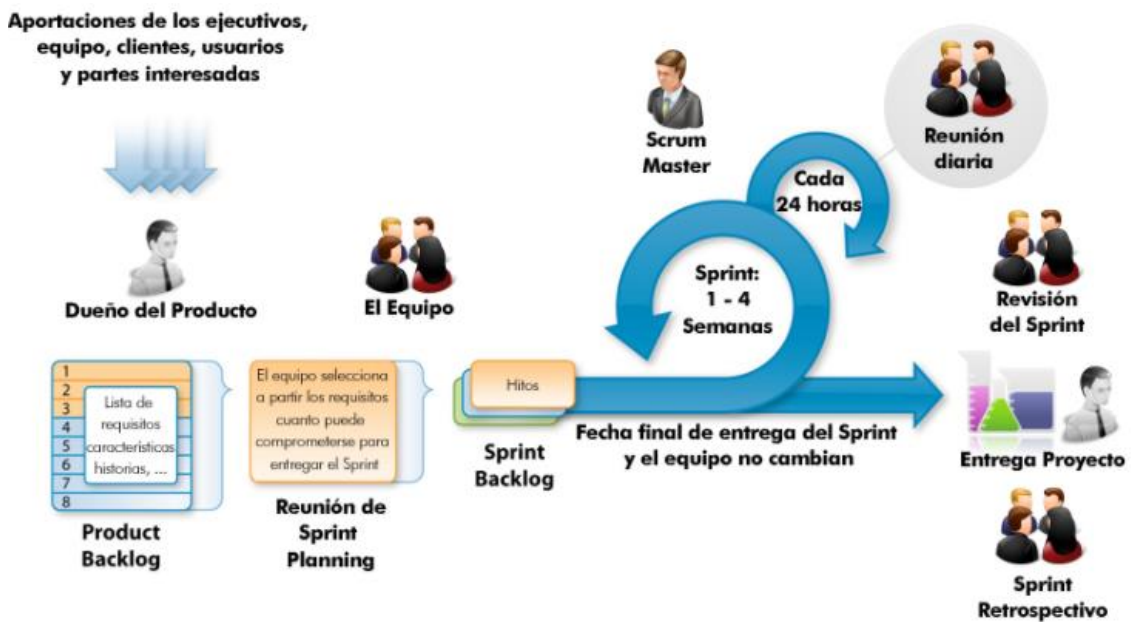 Aportaciones de los ejecutivos,
equipo, clientes, usuarios
y partes interesadas
Dueño del Producto
El Equipo
Scrum
Master
Reunión
diaria
Cada
24 horas
Sprint:
1 - 4
Semanas
Revisión
del Sprint
1
2
3
4
5
6
7
8
Lista de
requisitos
características
historias, ...
Product
Backlog
El equipo selecciona
a partir los requisitos
cuanto puede
comprometerse para
entregar el Sprint
Reunión de
Sprint
Planning
Hitos
Sprint
Backlog
Fecha final de entrega del Sprint
y el equipo no cambian
Entrega Proyecto
Sprint
Retrospectivo